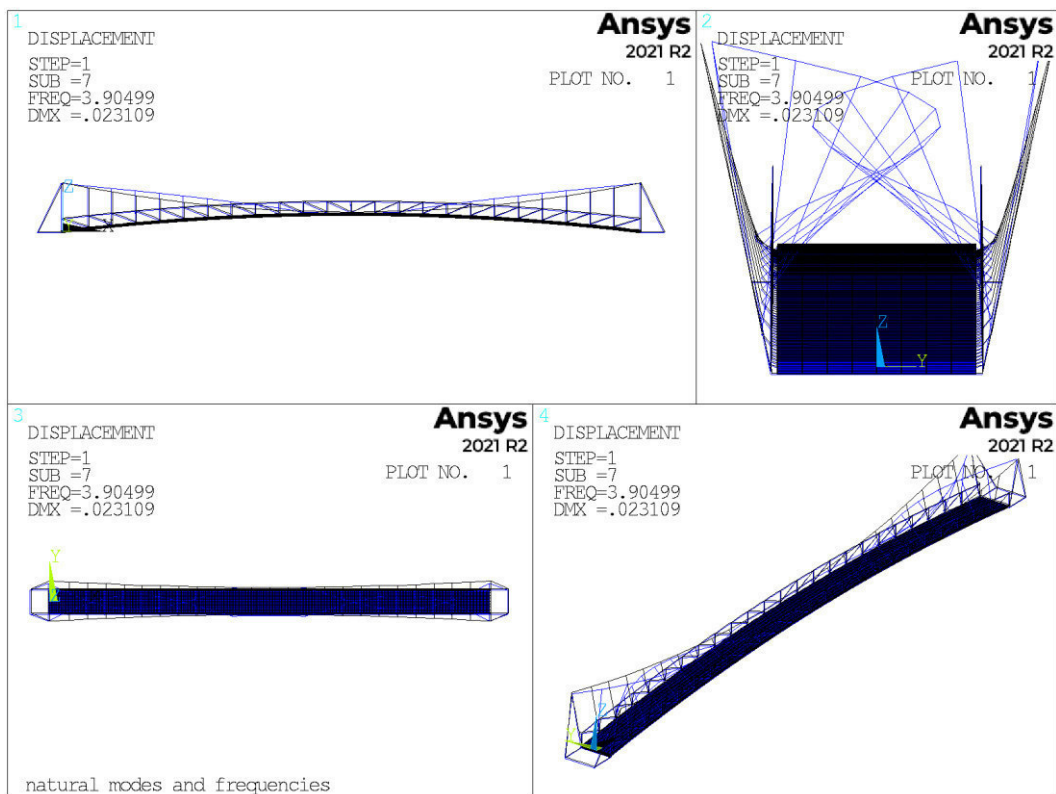 1
Ansys
2021 R2
DISPLACEMENT
STEP=1
SUB =7
FREQ=3.90499
DMX =.023109
PLOT NO. 1
Z
X
2
Ansys
2021 R2
DISPLACEMENT
STEP=1
SUB =7
FREQ=3.90499
DMX =.023109
PLOT NO. 1
Z
Y
3
Ansys
2021 R2
DISPLACEMENT
STEP=1
SUB =7
FREQ=3.90499
DMX =.023109
PLOT NO. 1
Y
natural modes and frequencies
4
Ansys
2021 R2
DISPLACEMENT
STEP=1
SUB =7
FREQ=3.90499
DMX =.023109
PLOT NO. 1
Z
Y